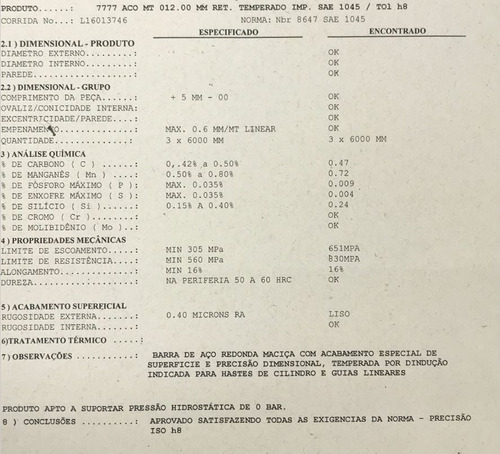 PRODUTO......: 7777 ACO MT 012.00 MM RET. TEMPERADO IMP. SAE 1045 / TOl h8
CORRIDA No...: L16013746 NORMA: Nbr 8647 SAE 1045
ESPECIFICADO ENCONTRADO
2.1 ) DIMENSIONAL - PRODUTO
DIAMETRO EXTERNO.........: OK
DIAMETRO INTERNO.........: OK
PAREDE...................: OK
2.2 ) DIMENSIONAL - GRUPO
COMPRIMENTO DA PEÇA......: + 5 MM - 00 OK
OVALIZ/CONICIDADE INTERNA: OK
EXCENTRICIDADE/PAREDE....: OK
EMPENAMENTO..............: MAX. 0.6 MM/MT LINEAR OK
QUANTIDADE...............: 3 x 6000 MM 3 x 6000 MM
3 ) ANÁLISE QUÍMICA
% DE CARBONO ( C ) ......: 0,.42% a 0.50% 0.47
% DE MANGANÊS ( Mn ) ....: 0.50% a 0.80% 0.72
% DE FÓSFORO MÁXIMO ( P ): MAX. 0.035% 0.009
% DE ENXOFRE MÁXIMO ( S ): MAX. 0.035% 0.004
% DE SILÍCIO ( Si ) .....: 0.15% A 0.40% 0.24
% DE CROMO ( Cr ) .......: OK
% DE MOLIBIDÊNIO ( Mo ) ..: OK
4 ) PROPRIEDADES MECÂNICAS
LIMITE DE ESCOAMENTO.....: MIN 305 MPa 651MPa
LIMITE DE RESISTÊNCIA....: MIN 560 MPa 830MPA
ALONGAMENTO..............: MIN 16% 16%
DUREZA...................: NA PERIFERIA 50 A 60 HRC OK
5 ) ACABAMENTO SUPERFICIAL
RUGOSIDADE EXTERNA.......: 0.40 MICRONS RA LISO
RUGOSIDADE INTERNA.......: OK
6)TRATAMENTO TÉRMICO .....:
7 ) OBSERVAÇÕES ..........: BARRA DE AÇO REDONDA MACIÇA COM ACABAMENTO ESPECIAL DE
SUPERFICIE E PRECISÃO DIMENSIONAL, TEMPERADA POR DINDUÇÃO
INDICADA PARA HASTES DE CILINDRO E GUIAS LINEARES
PRODUTO APTO A SUPORTAR PRESSÃO HIDROSTÁTICA DE 0 BAR.
8 ) CONCLUSÕES ..........: APROVADO SATISFAZENDO TODAS AS EXIGENCIAS DA NORMA - PRECISÃO
ISO h8